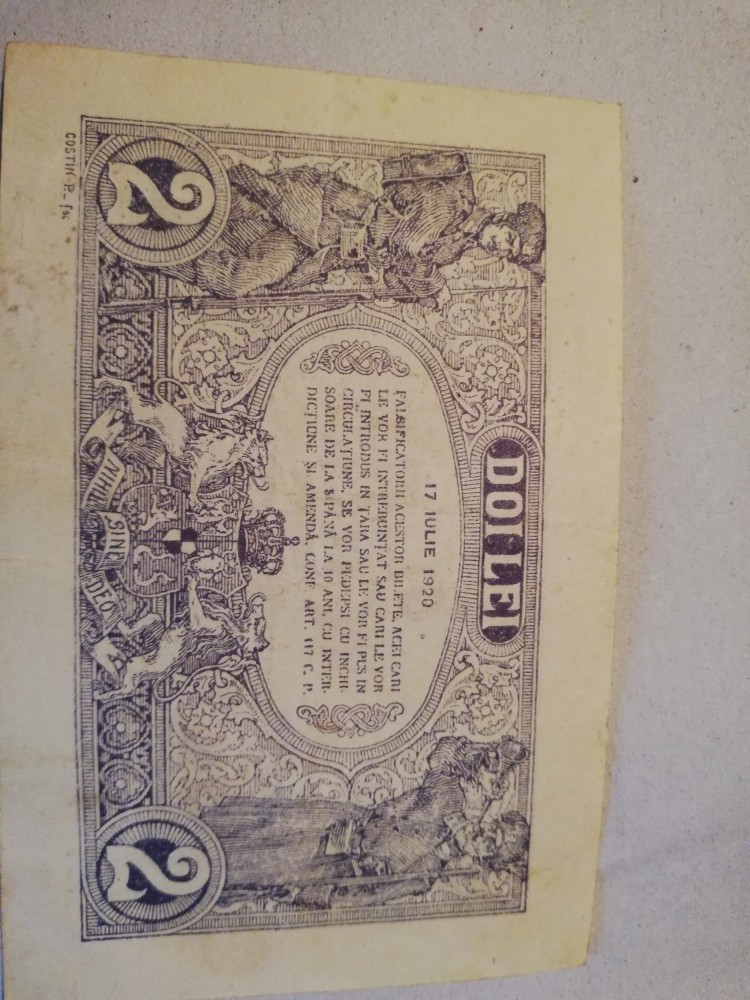 DOI LEI
17 IULIE 1920
FALSIFICATORII ACESTOR BILETE, ACEI CARI
LE VOR FI INTREBUINTAT SAU CARI LE VOR
FI INTRODUS IN TARA SAU LE VOR FI PUS IN
CIRCULAȚIUNE, SE VOR PEDEPSI CU INCHI-
SOARE DE LA 5 PÂNĂ LA 10 ANI, CU INTER-
DICȚIUNE ȘI AMENDĂ, CONF. ART. 117 C. P.
2
NIHIL SINE DEO
2
COSTIN P. - fec